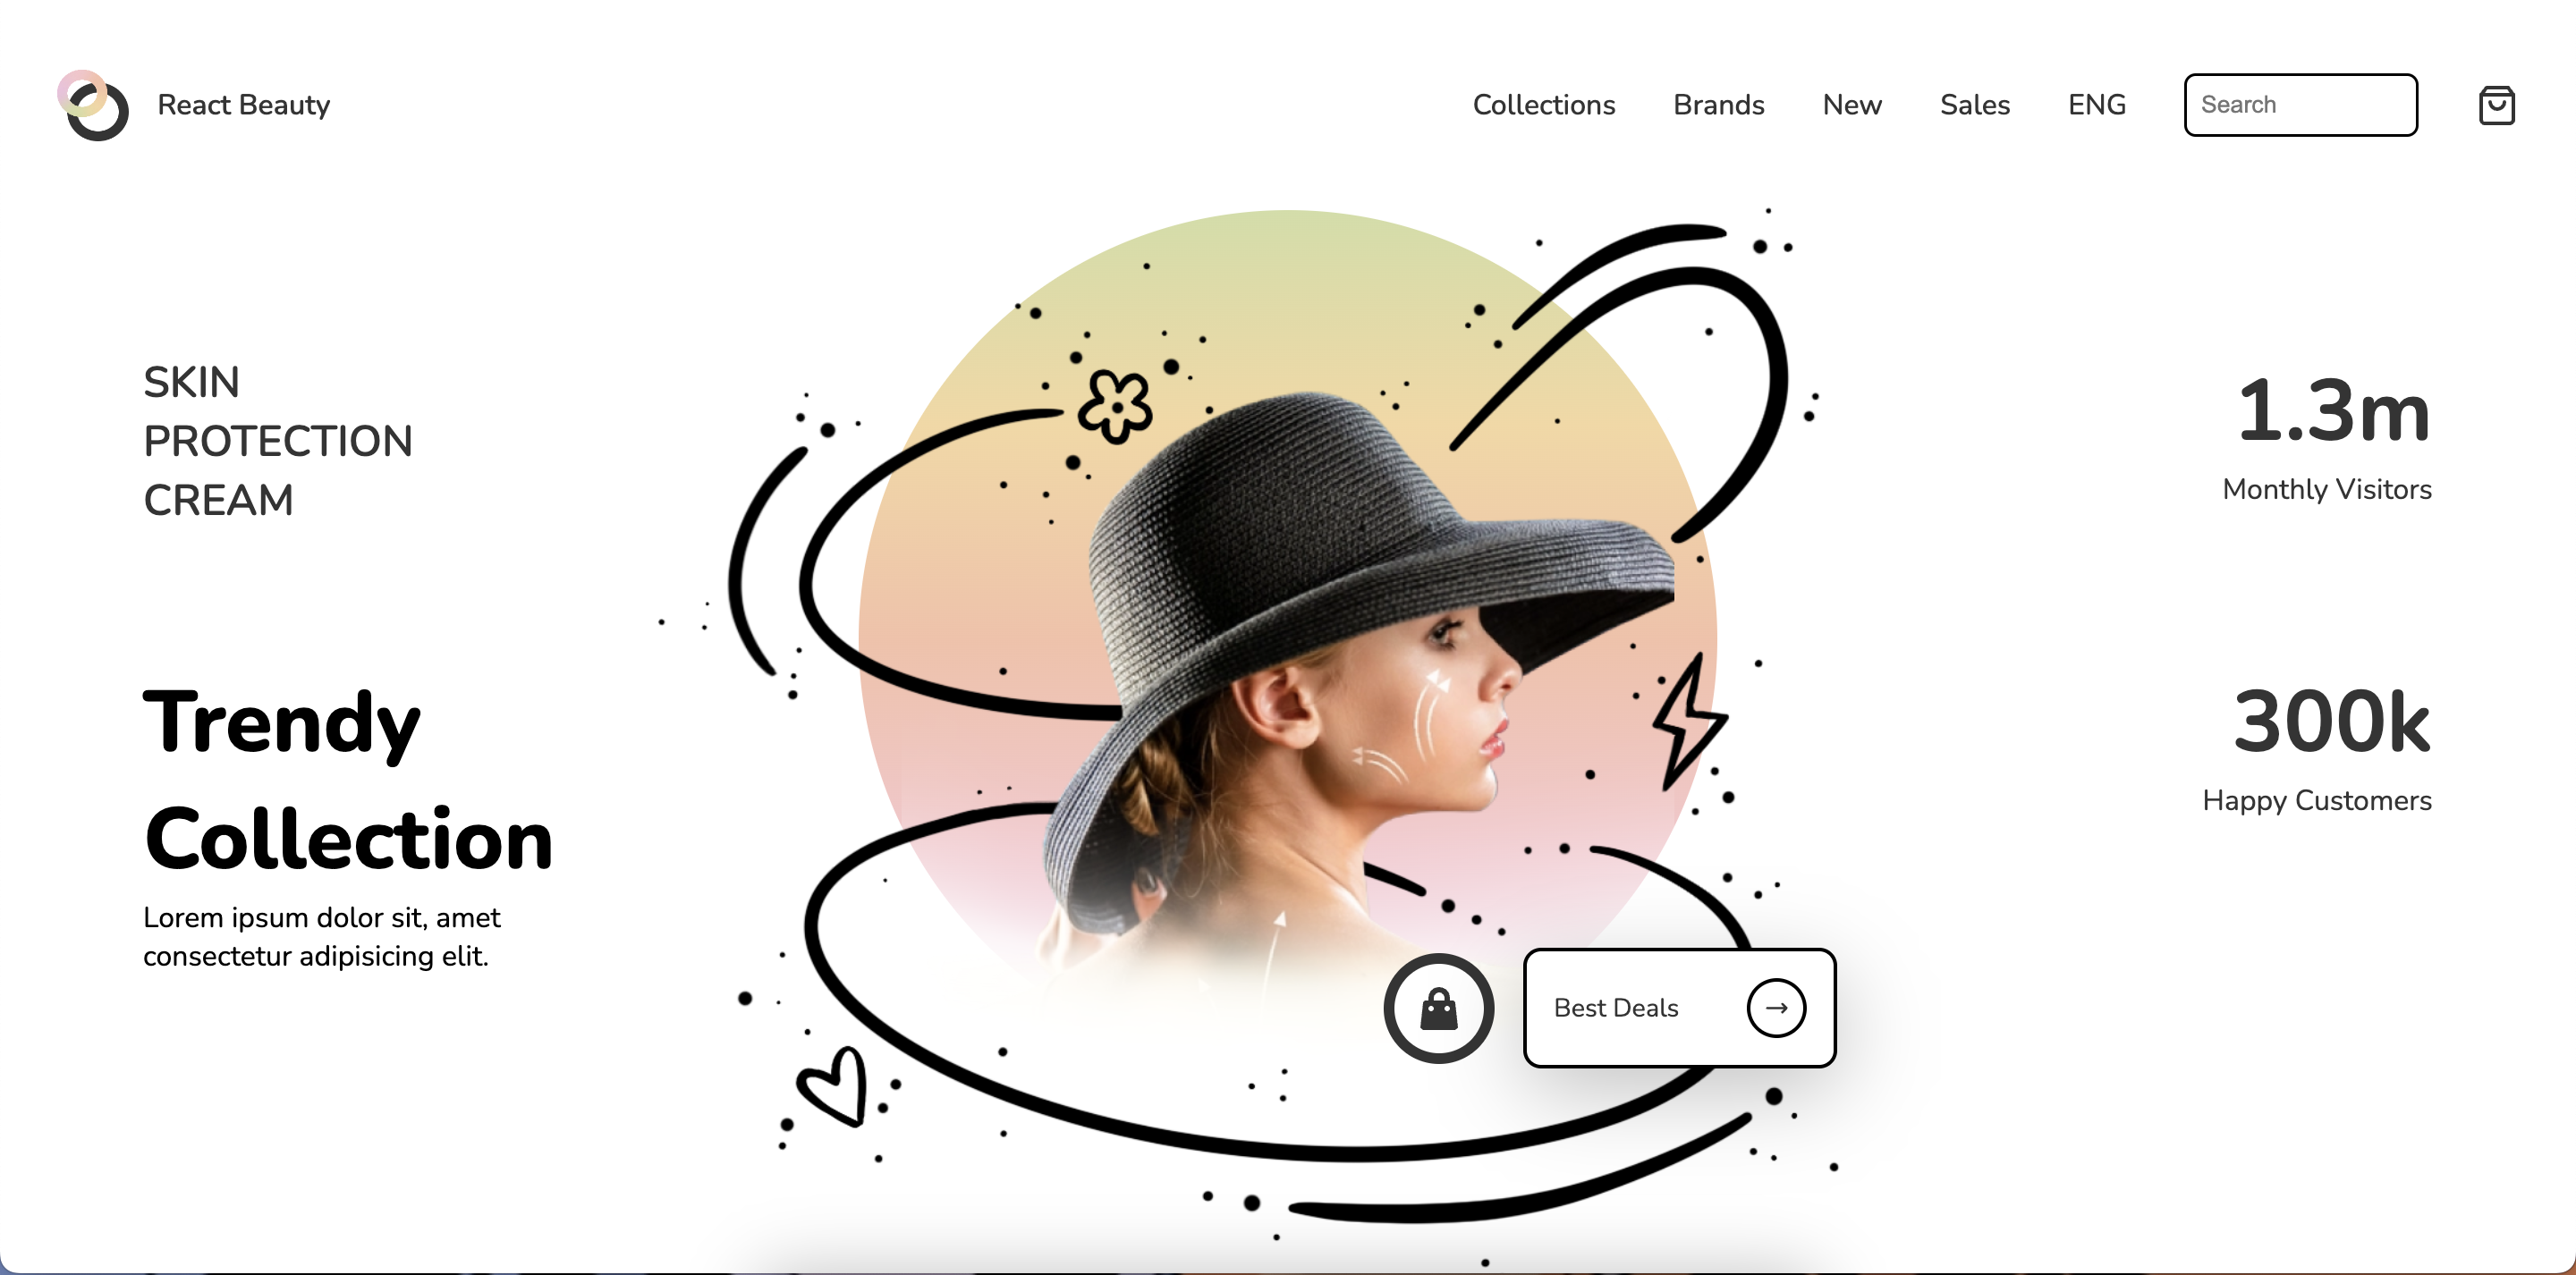 React Beauty
Collections
Brands
New
Sales
ENG
Search
SKIN
PROTECTION
CREAM
Trendy
Collection
Lorem ipsum dolor sit, amet
consectetur adipisicing elit.
1.3m
Monthly Visitors
300k
Happy Customers
Best Deals